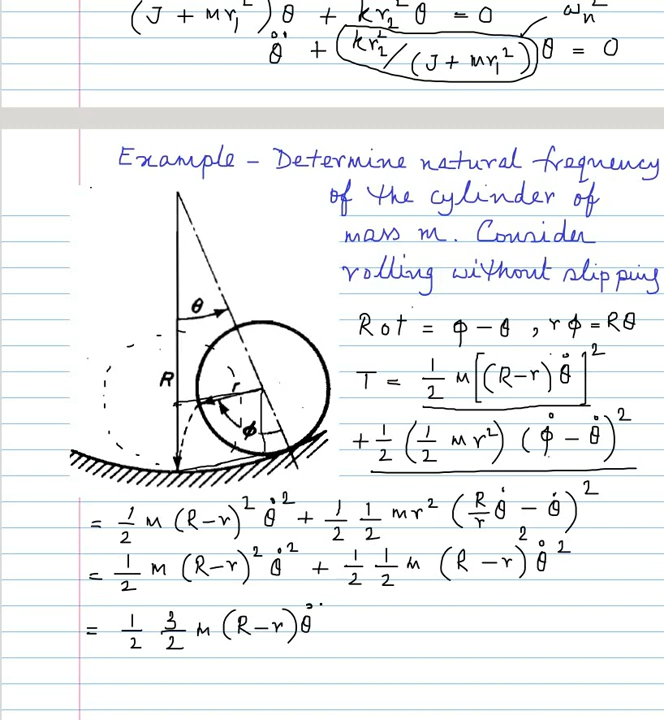 (J + mr₁²) θ̈ + kr₂² θ = 0
ωₙ²
θ̈ + (kr₂²/(J + mr₁²)) θ = 0
Example - Determine natural frequency
of the cylinder of
mass m. Consider
rolling without slipping
θ
R
r
φ
Rot = φ - θ , rφ = Rθ
T = 1/2 m [(R-r) θ̇]²
+ 1/2 (1/2 mr²) (φ̇ - θ̇)²
= 1/2 m (R-r)² θ̇² + 1/2 1/2 mr² (R/r θ̇ - θ̇)²
= 1/2 m (R-r)² θ̇² + 1/2 1/2 m (R-r)² θ̇²
= 1/2 3/2 m (R-r) θ̇